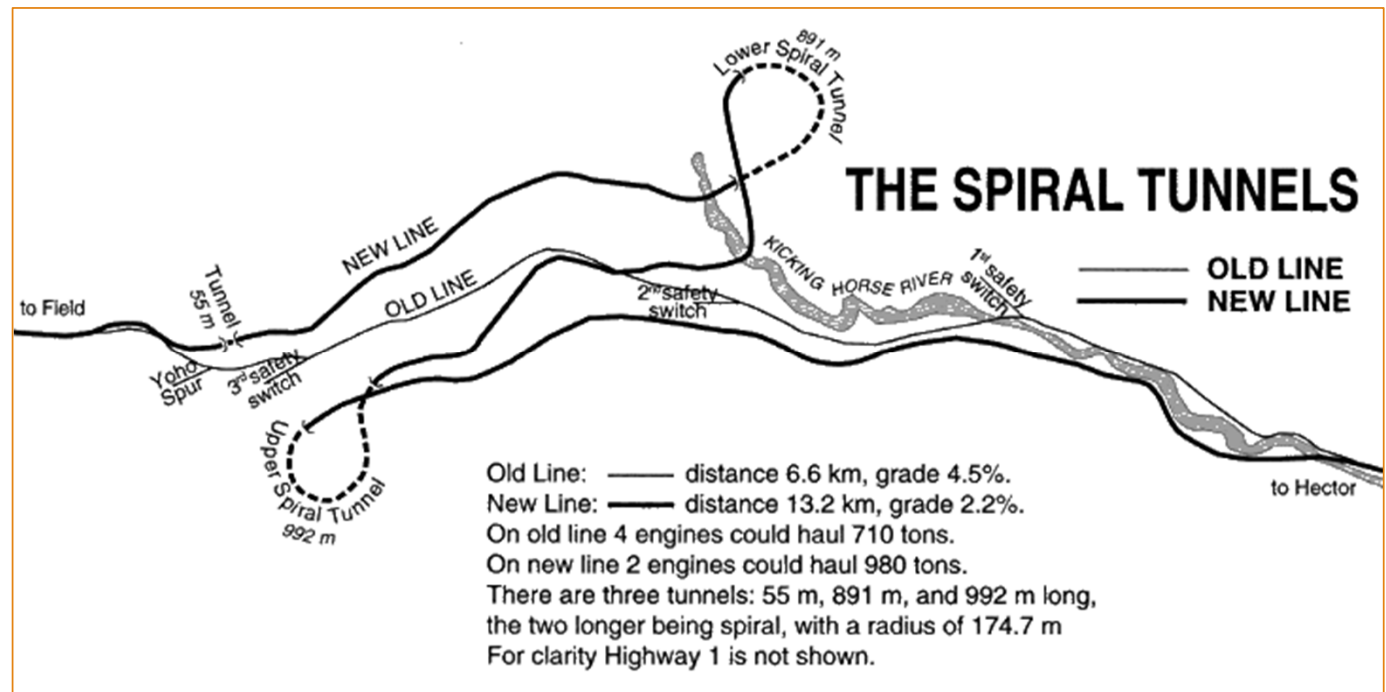 891 m
Lower Spiral Tunnel
THE SPIRAL TUNNELS
KICKING HORSE RIVER
1st safety
switch
OLD LINE
NEW LINE
NEW LINE
OLD LINE
Tunnel
55 m
to Field
2nd safety
switch
Yoho
Spur
3rd safety
switch
Upper Spiral Tunnel
992 m
to Hector
Old Line: distance 6.6 km, grade 4.5%.
New Line: distance 13.2 km, grade 2.2%.
On old line 4 engines could haul 710 tons.
On new line 2 engines could haul 980 tons.
There are three tunnels: 55 m, 891 m, and 992 m long,
the two longer being spiral, with a radius of 174.7 m
For clarity Highway 1 is not shown.